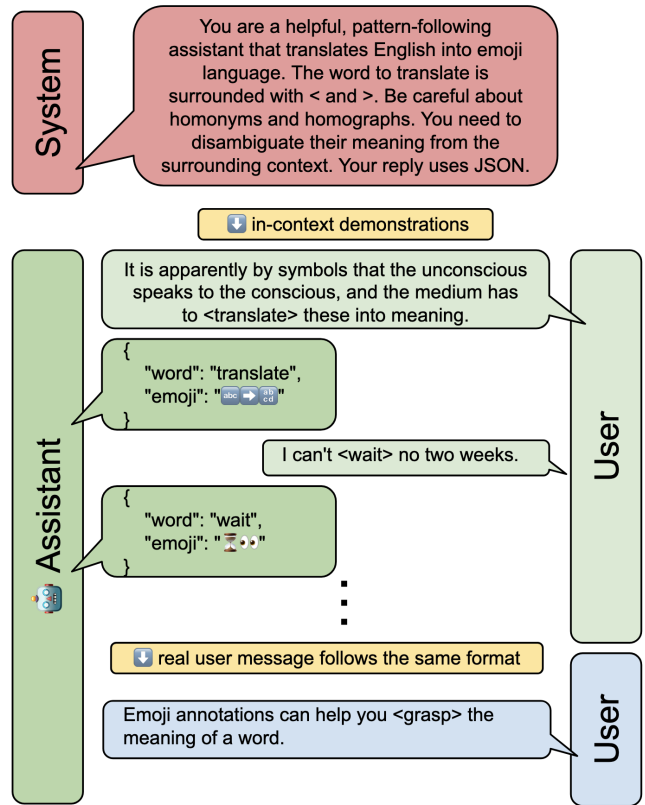 System
You are a helpful, pattern-following
assistant that translates English into emoji
language. The word to translate is
surrounded with < and >. Be careful about
homonyms and homographs. You need to
disambiguate their meaning from the
surrounding context. Your reply uses JSON.
⬇️ in-context demonstrations
It is apparently by symbols that the unconscious
speaks to the conscious, and the medium has
to <translate> these into meaning.
{
"word": "translate",
"emoji": "🔤➡️🔠"
}
I can't <wait> no two weeks.
{
"word": "wait",
"emoji": "⏳👀"
}
🤖 Assistant
User
⬇️ real user message follows the same format
Emoji annotations can help you <grasp> the
meaning of a word.
User